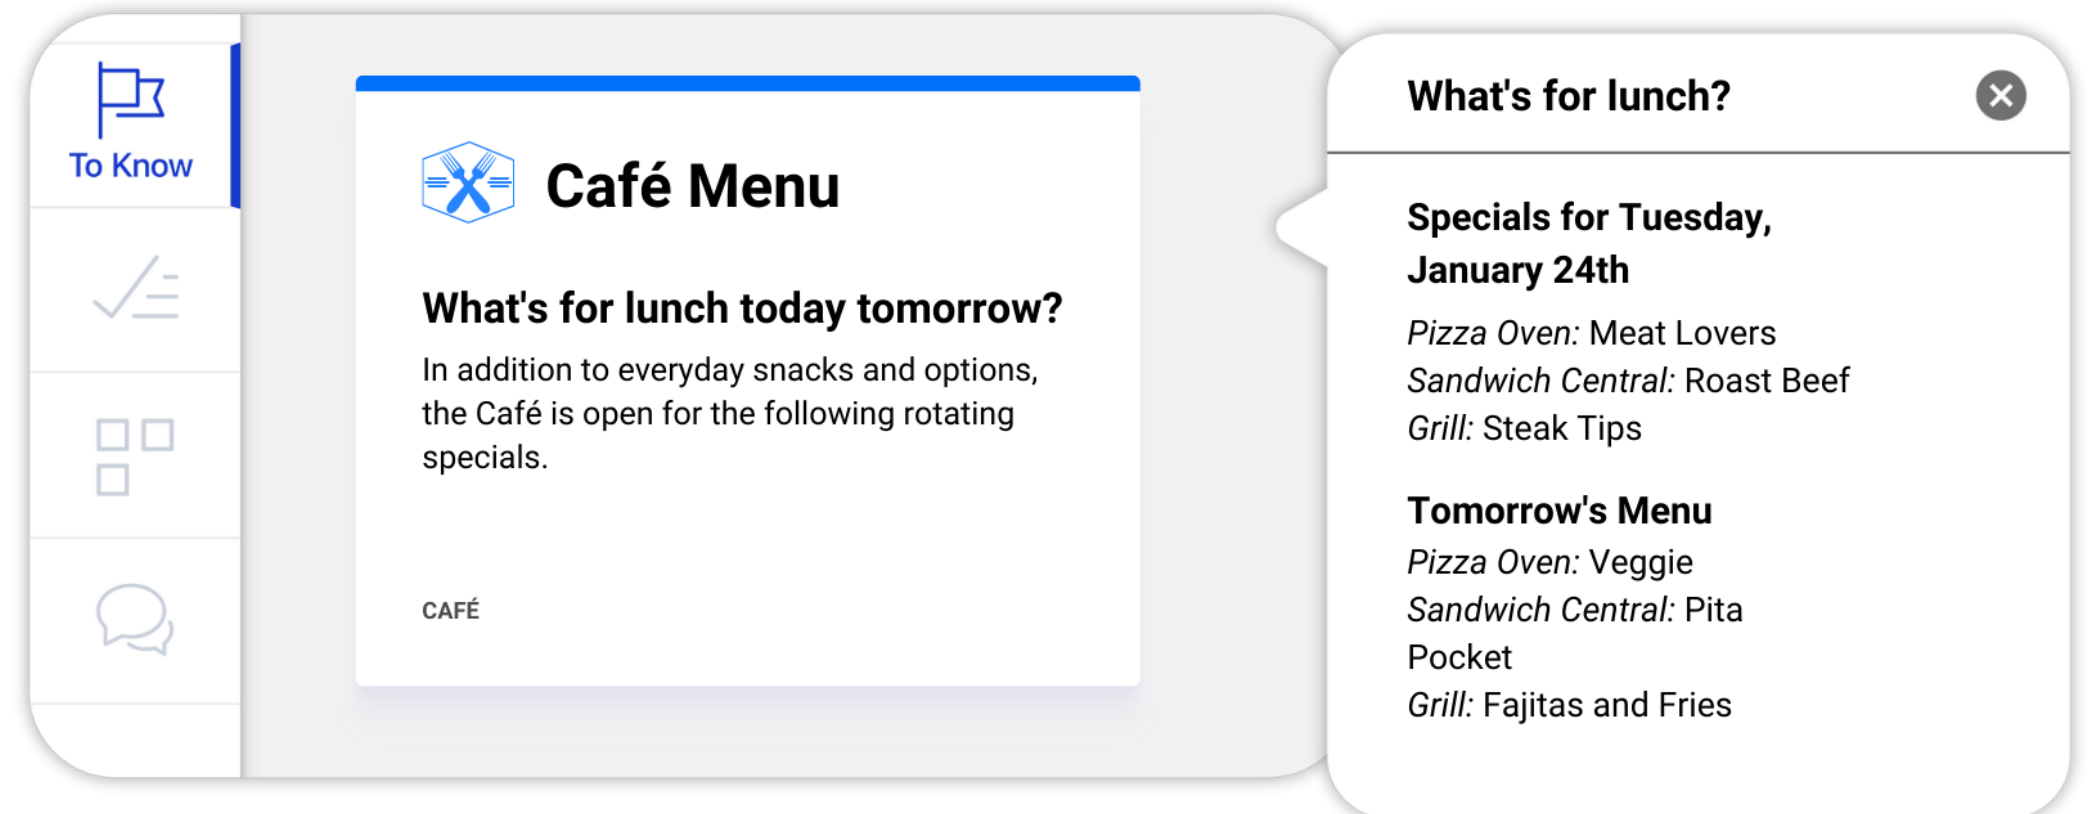 To Know
Café Menu
What's for lunch today tomorrow?
In addition to everyday snacks and options,
the Café is open for the following rotating
specials.
CAFÉ
What's for lunch?
Specials for Tuesday,
January 24th
Pizza Oven: Meat Lovers
Sandwich Central: Roast Beef
Grill: Steak Tips
Tomorrow's Menu
Pizza Oven: Veggie
Sandwich Central: Pita
Pocket
Grill: Fajitas and Fries